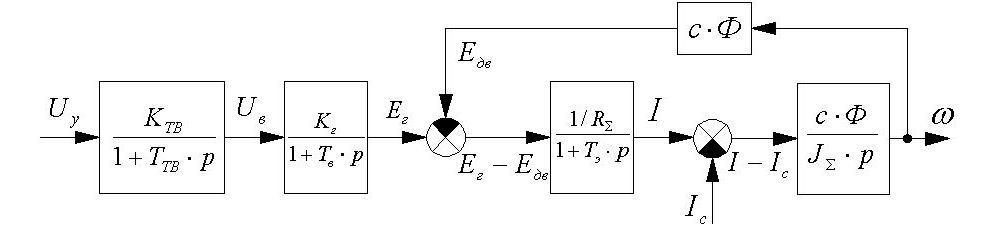 c·Φ
E_дв
U_y
K_ТВ
1+T_ТВ·p
U_в
K_г
1+T_в·p
E_г
E_г − E_дв
1/R_Σ
1+T_э·p
I
I_c
I − I_c
c·Φ
J_Σ·p
ω